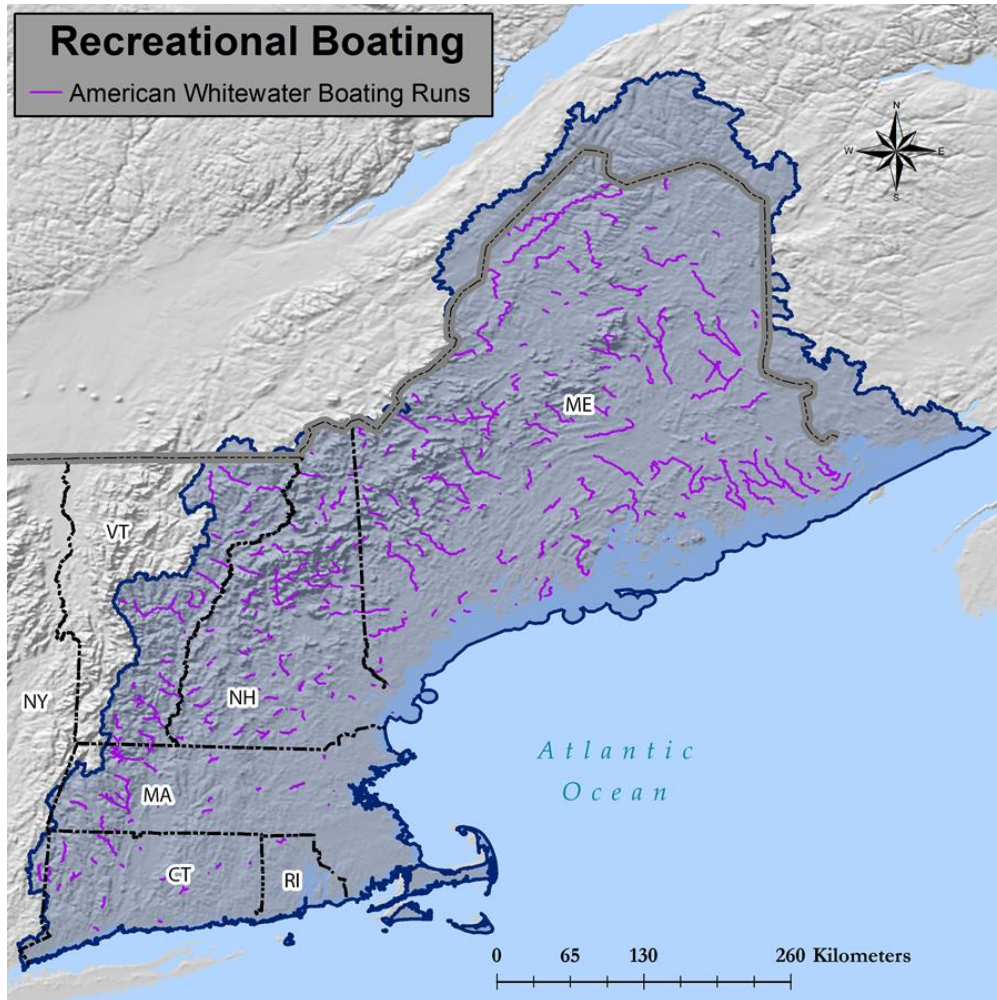 Recreational Boating
American Whitewater Boating Runs
N
W
E
S
ME
VT
NY
NH
Atlantic
Ocean
MA
CT
RI
0 65 130 260 Kilometers